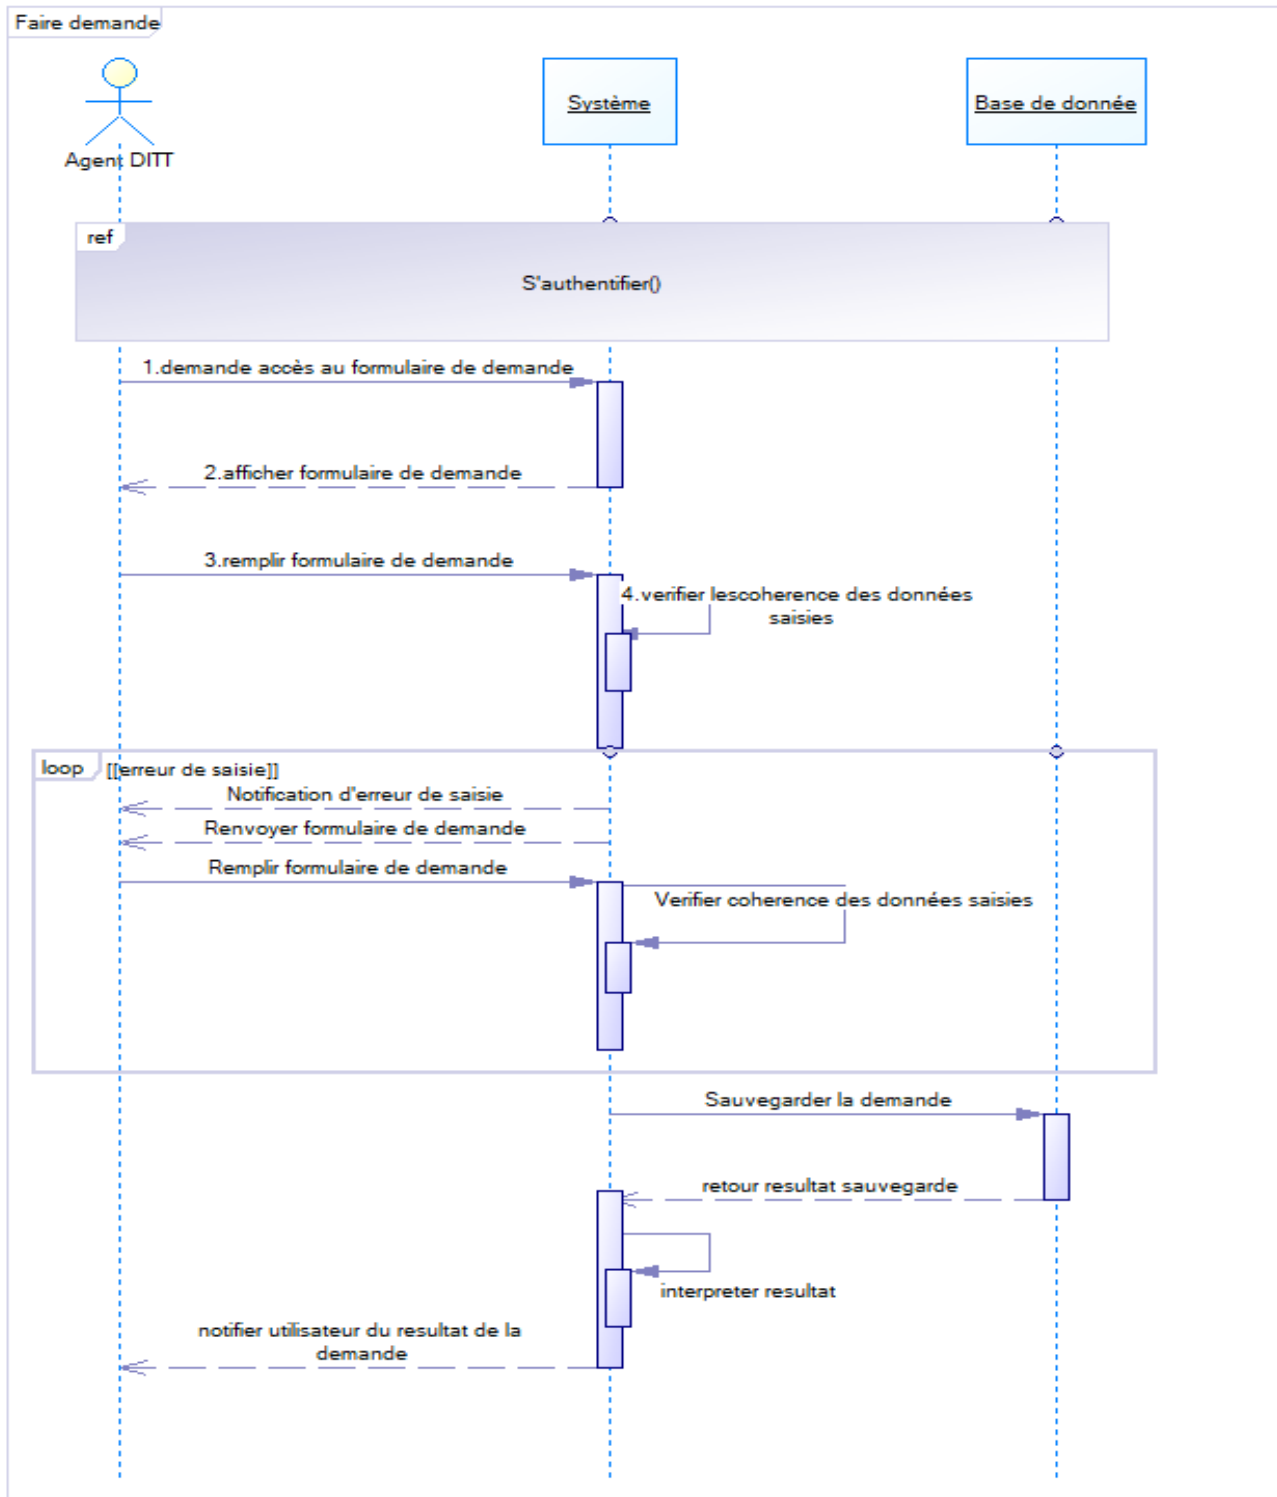 Faire demande
Système
Base de donnée
Agent DITT
ref
S'authentifier()
1.demande accès au formulaire de demande
2.afficher formulaire de demande
3.remplir formulaire de demande
4.verifier lescoherence des données
saisies
loop
[[erreur de saisie]]
Notification d'erreur de saisie
Renvoyer formulaire de demande
Remplir formulaire de demande
Verifier coherence des données saisies
Sauvegarder la demande
retour resultat sauvegarde
interpreter resultat
notifier utilisateur du resultat de la
demande